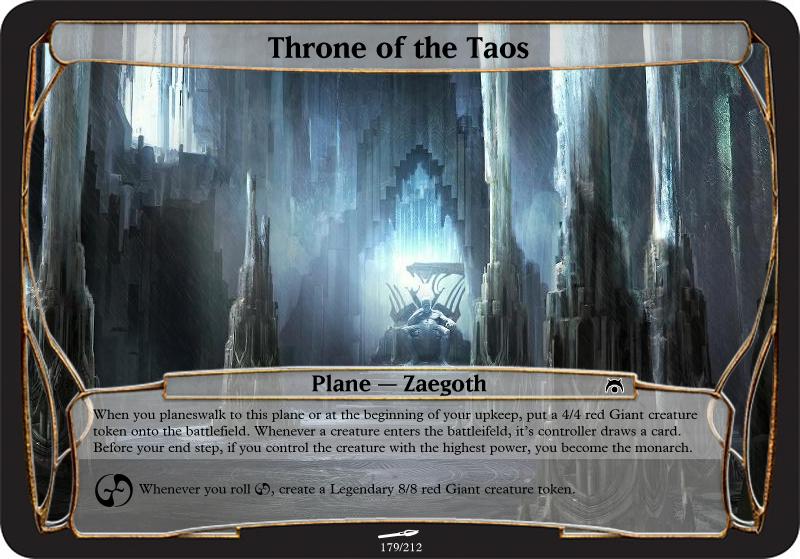 Throne of the Taos
Plane — Zaegoth
When you planeswalk to this plane or at the beginning of your upkeep, put a 4/4 red Giant creature
token onto the battlefield. Whenever a creature enters the battleifeld, it's controller draws a card.
Before your end step, if you control the creature with the highest power, you become the monarch.
Whenever you roll , create a Legendary 8/8 red Giant creature token.
179/212